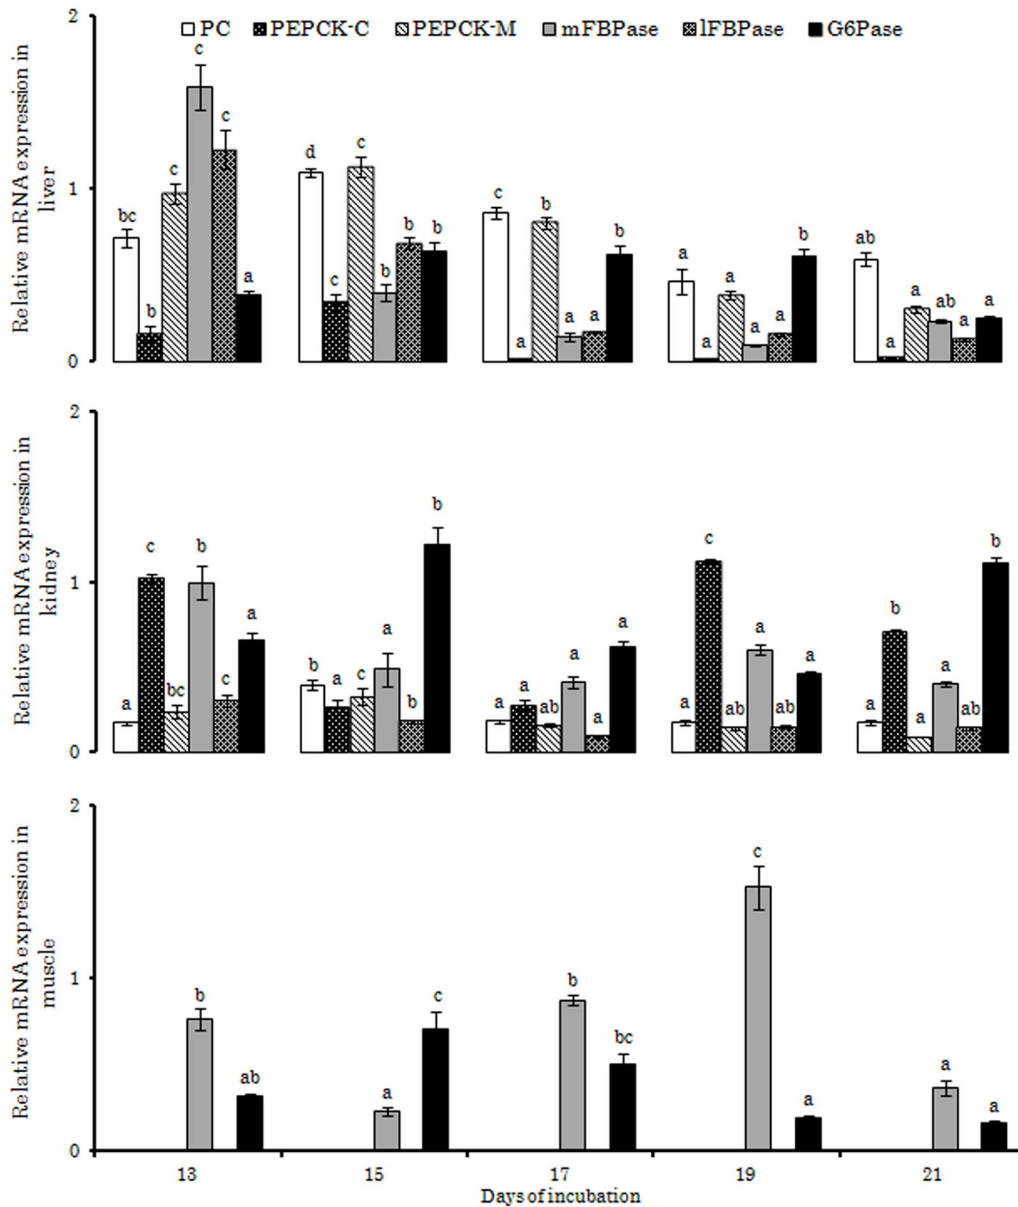 PC PEPCK-C PEPCK-M mFBPase lFBPase G6Pase
Relative mRNA expression in
liver
2
1
0
bc b c c c a
d c c b b b
c a b a a b
a a a a a b
ab a a ab a a
Relative mRNA expression in
kidney
2
1
0
a c bc b c a
b a c a b b
a a ab a a a
a c ab a ab a
a b a a ab b
Relative mRNA expression in
muscle
2
1
0
b ab
a c
b bc
c a
a a
13 15 17 19 21
Days of incubation